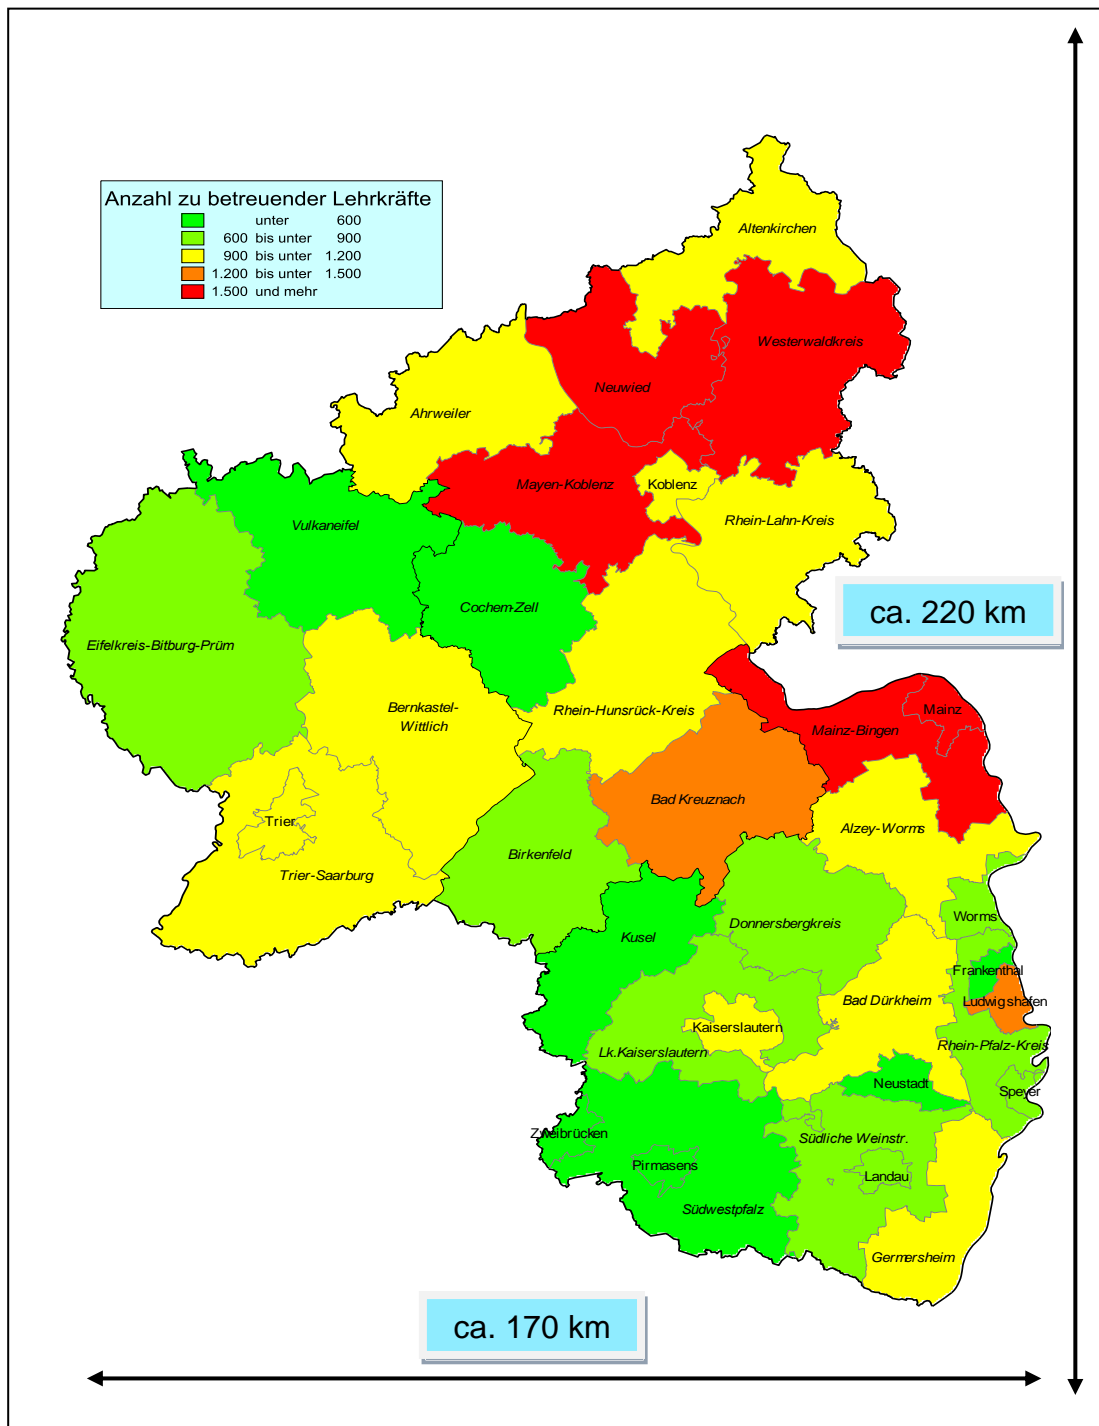 Anzahl zu betreuender Lehrkräfte
unter 600
600 bis unter 900
900 bis unter 1.200
1.200 bis unter 1.500
1.500 und mehr
Altenkirchen
Westerwaldkreis
Neuwied
Ahrweiler
Mayen-Koblenz
Koblenz
Rhein-Lahn-Kreis
Vulkaneifel
Cochem-Zell
ca. 220 km
Eifelkreis-Bitburg-Prüm
Bernkastel-
Wittlich
Rhein-Hunsrück-Kreis
Mainz
Mainz-Bingen
Bad Kreuznach
Trier
Alzey-Worms
Birkenfeld
Trier-Saarburg
Worms
Donnersbergkreis
Kusel
Frankenthal
Bad Dürkheim
Ludwigshafen
Kaiserslautern
Rhein-Pfalz-Kreis
Lk.Kaiserslautern
Neustadt
Speyer
Zweibrücken
Südliche Weinstr.
Pirmasens
Landau
Südwestpfalz
Germersheim
ca. 170 km